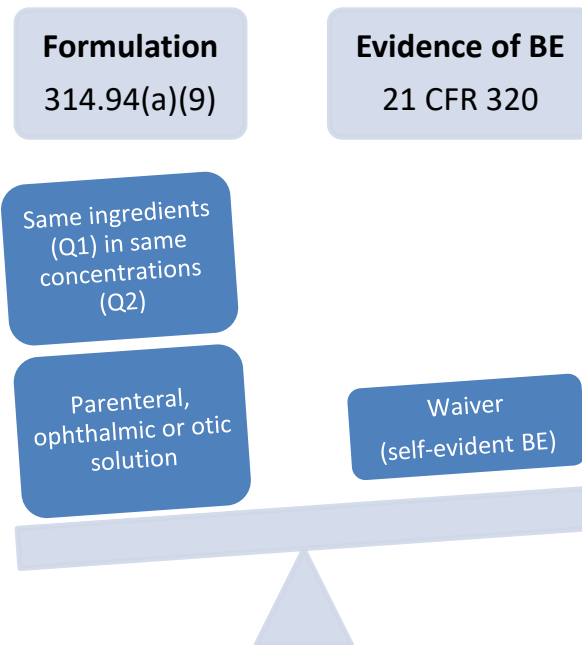 Formulation
314.94(a)(9)
Evidence of BE
21 CFR 320
Same ingredients
(Q1) in same
concentrations
(Q2)
Parenteral,
ophthalmic or otic
solution
Waiver
(self-evident BE)